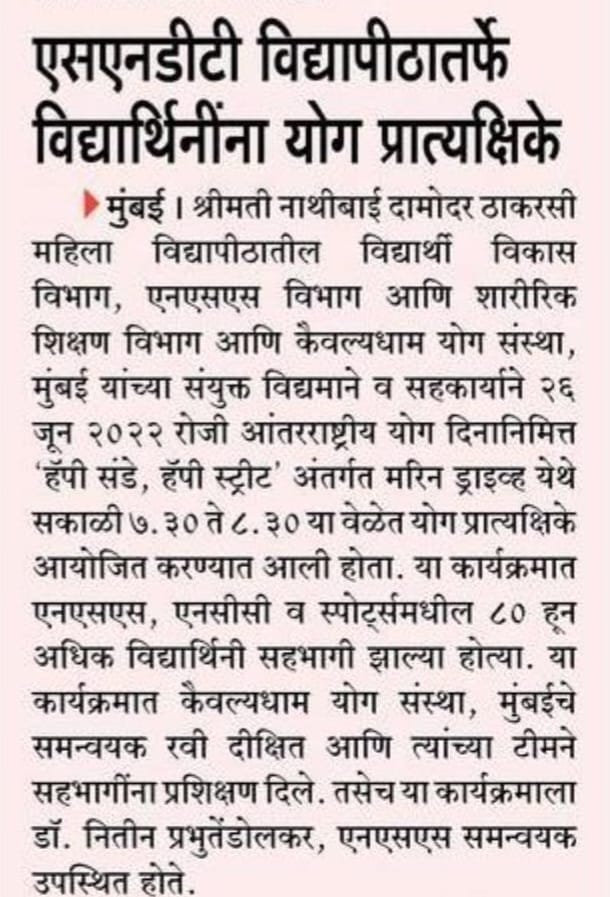 एसएनडीटी विद्यापीठातर्फे
विद्यार्थिनींना योग प्रात्यक्षिके
मुंबई । श्रीमती नाथीबाई दामोदर ठाकरसी
महिला विद्यापीठातील विद्यार्थी विकास
विभाग, एनएसएस विभाग आणि शारीरिक
शिक्षण विभाग आणि कैवल्यधाम योग संस्था,
मुंबई यांच्या संयुक्त विद्यमाने व सहकार्याने २६
जून २०२२ रोजी आंतरराष्ट्रीय योग दिनानिमित्त
‘हॅपी संडे, हॅपी स्ट्रीट’ अंतर्गत मरिन ड्राइव्ह येथे
सकाळी ७.३० ते ८.३० या वेळेत योग प्रात्यक्षिके
आयोजित करण्यात आली होता. या कार्यक्रमात
एनएसएस, एनसीसी व स्पोर्ट्समधील ८० हून
अधिक विद्यार्थिनी सहभागी झाल्या होत्या. या
कार्यक्रमात कैवल्यधाम योग संस्था, मुंबईचे
समन्वयक रवी दीक्षित आणि त्यांच्या टीमने
सहभागींना प्रशिक्षण दिले. तसेच या कार्यक्रमाला
डॉ. नितीन प्रभुतेंडोलकर, एनएसएस समन्वयक
उपस्थित होते.